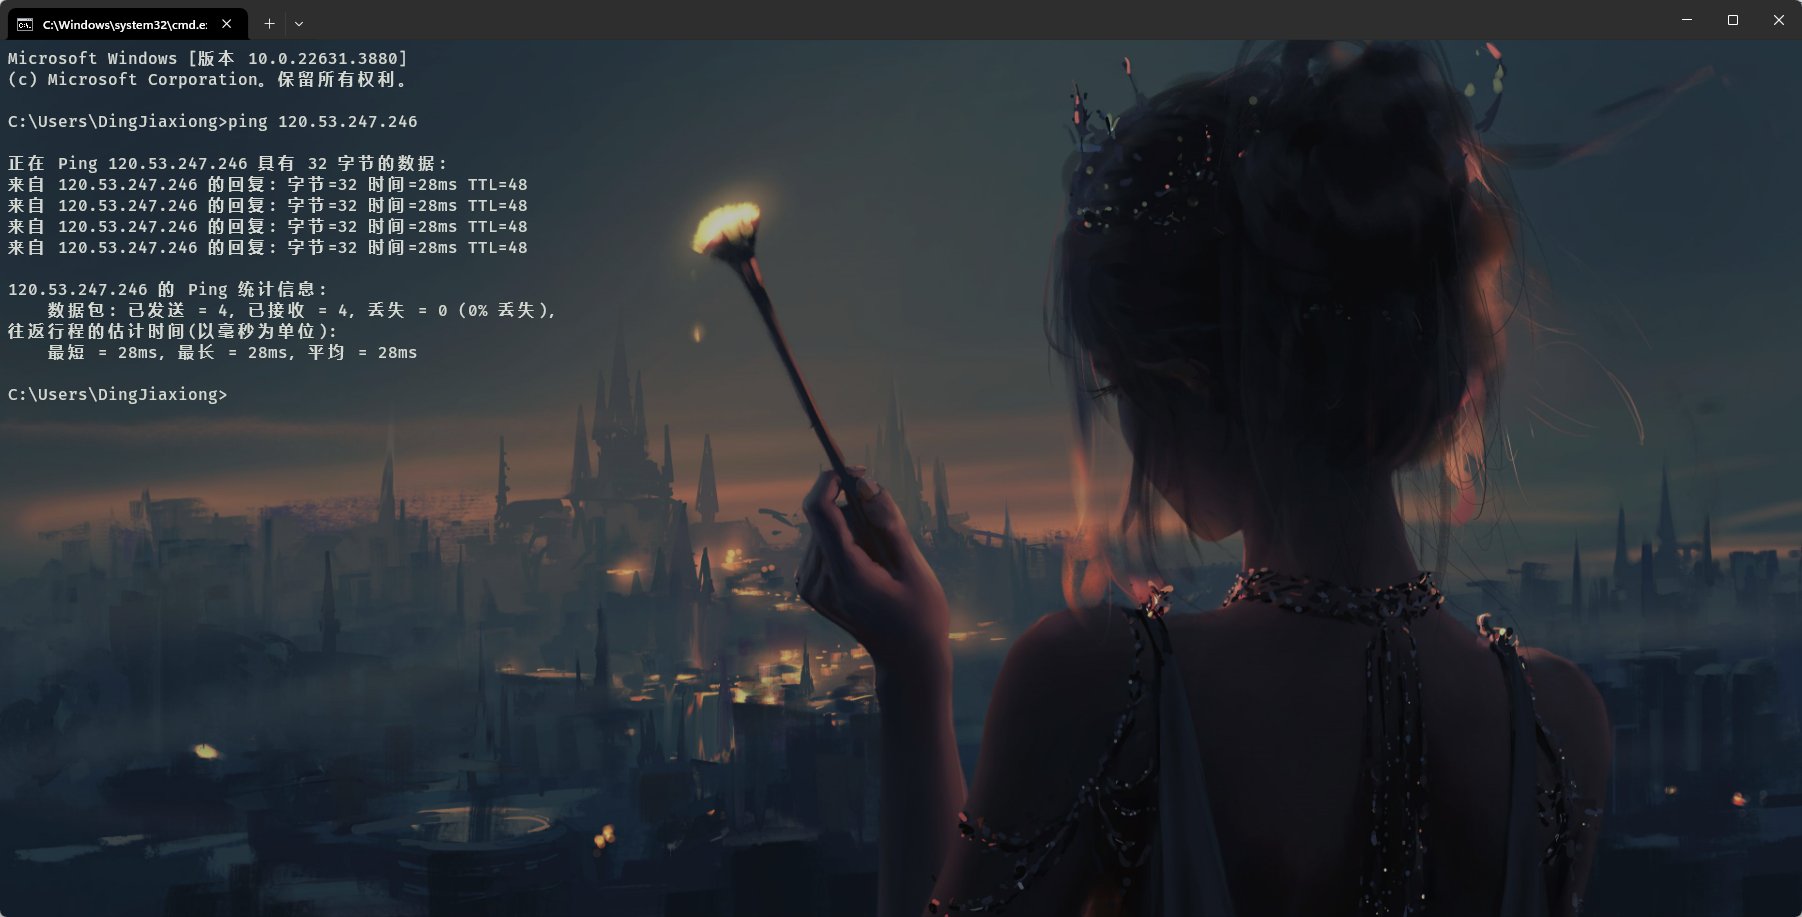 C:\Windows\system32\cmd.e:
Microsoft Windows [版本 10.0.22631.3880]
(c) Microsoft Corporation。保留所有权利。
C:\Users\DingJiaxiong>ping 120.53.247.246
正在 Ping 120.53.247.246 具有 32 字节的数据:
来自 120.53.247.246 的回复: 字节=32 时间=28ms TTL=48
来自 120.53.247.246 的回复: 字节=32 时间=28ms TTL=48
来自 120.53.247.246 的回复: 字节=32 时间=28ms TTL=48
来自 120.53.247.246 的回复: 字节=32 时间=28ms TTL=48
120.53.247.246 的 Ping 统计信息:
数据包: 已发送 = 4, 已接收 = 4, 丢失 = 0 (0% 丢失),
往返行程的估计时间(以毫秒为单位):
最短 = 28ms, 最长 = 28ms, 平均 = 28ms
C:\Users\DingJiaxiong>